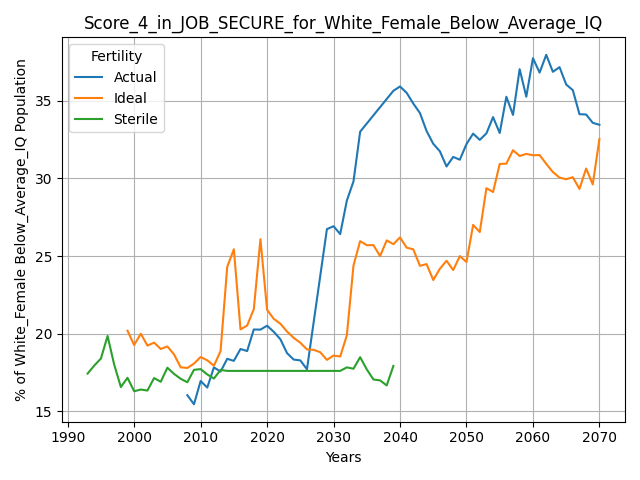 Score_4_in_JOB_SECURE_for_White_Female_Below_Average_IQ
Fertility
Actual
Ideal
Sterile
% of White_Female Below_Average_IQ Population
35
30
25
20
15
1990 2000 2010 2020 2030 2040 2050 2060 2070
Years